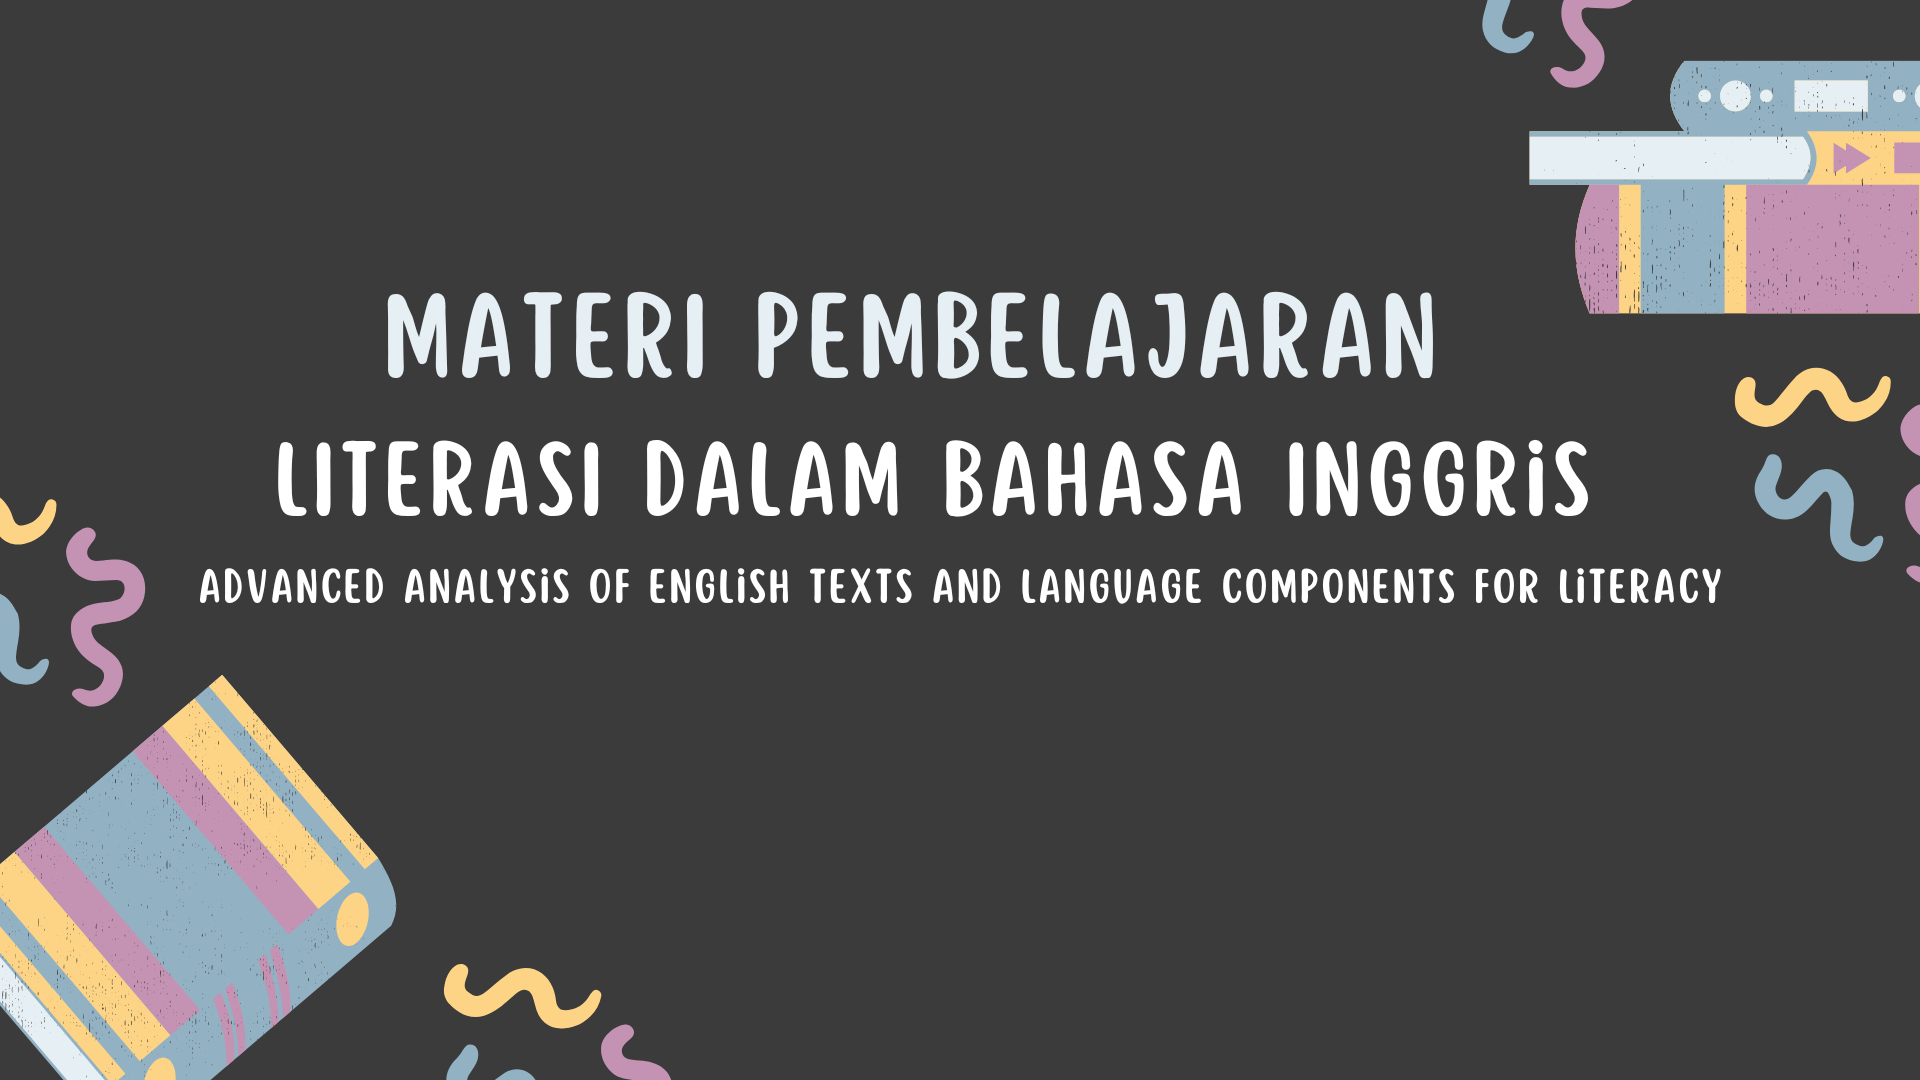 MATERI PEMBELAJARAN
LITERASI DALAM BAHASA INGGRiS
ADVANCED ANALYSiS OF ENGLiSH TEXTS AND LANGUAGE COMPONENTS FOR LiTERACY